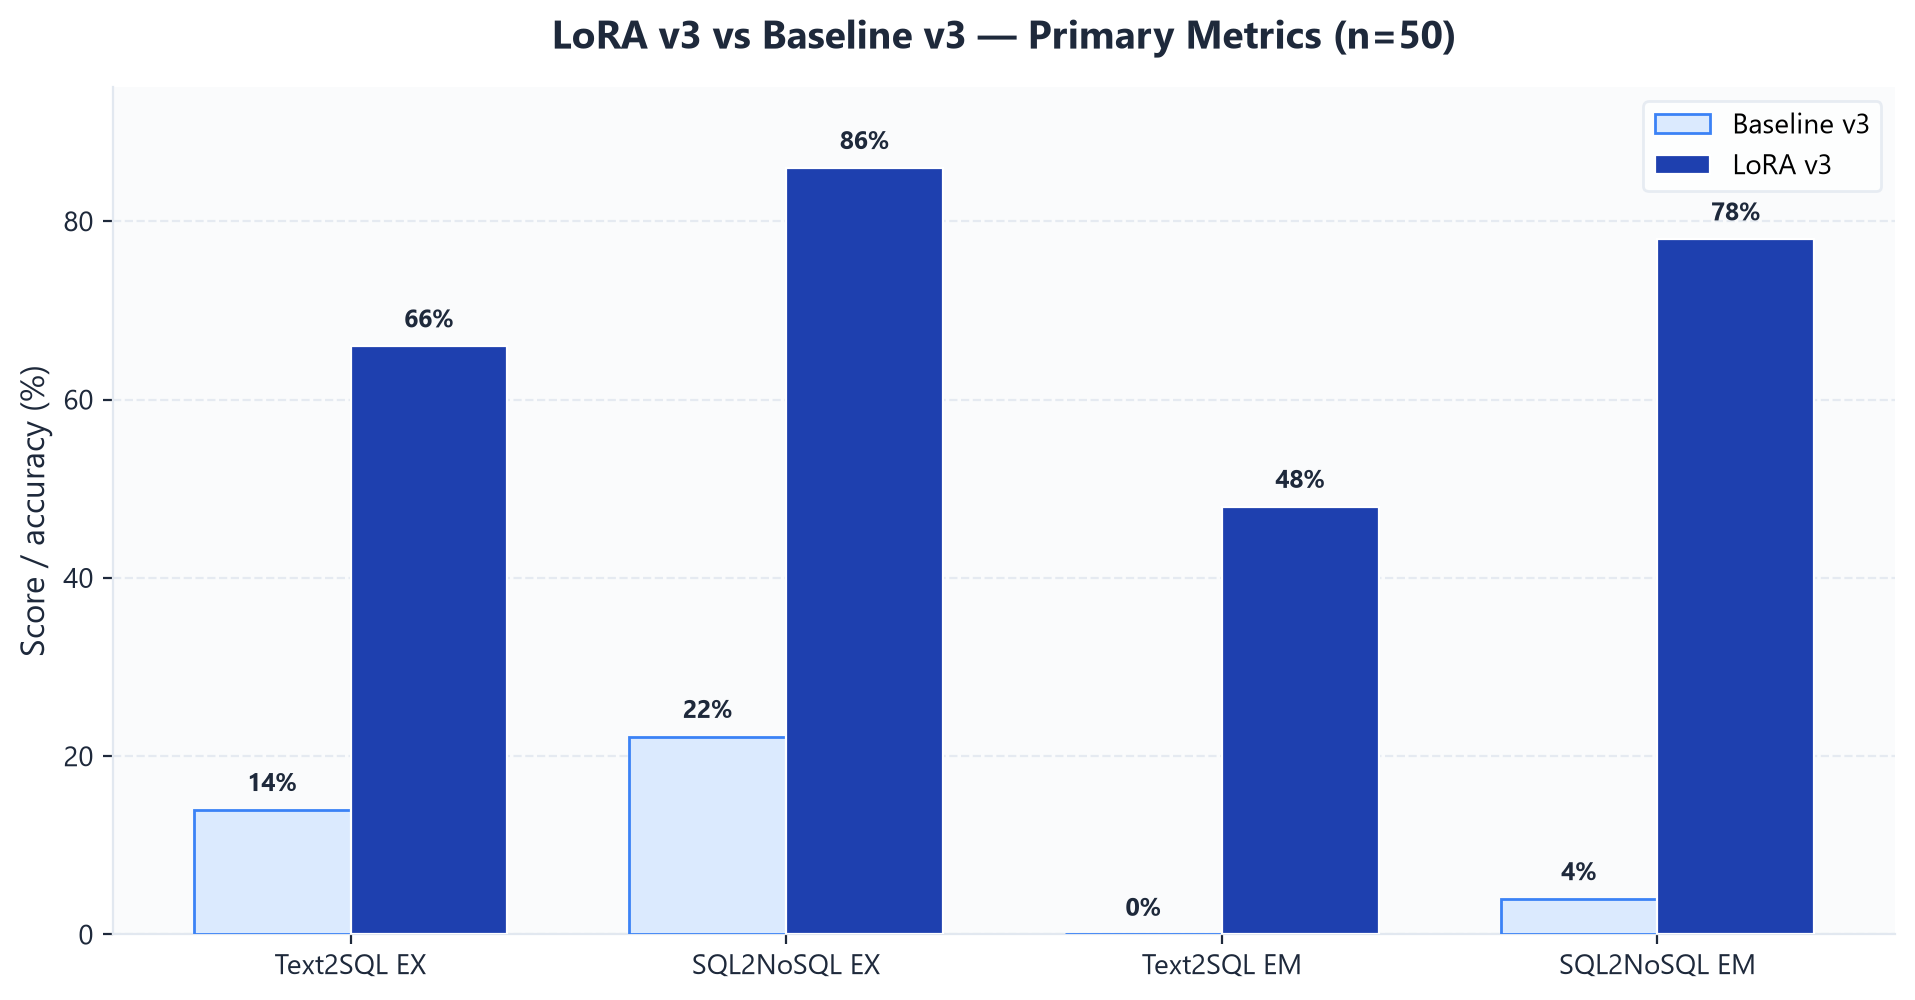 LoRA v3 vs Baseline v3 — Primary Metrics (n=50)
Baseline v3
LoRA v3
Score / accuracy (%)
80
60
40
20
0
14%
66%
22%
86%
0%
48%
4%
78%
Text2SQL EX
SQL2NoSQL EX
Text2SQL EM
SQL2NoSQL EM